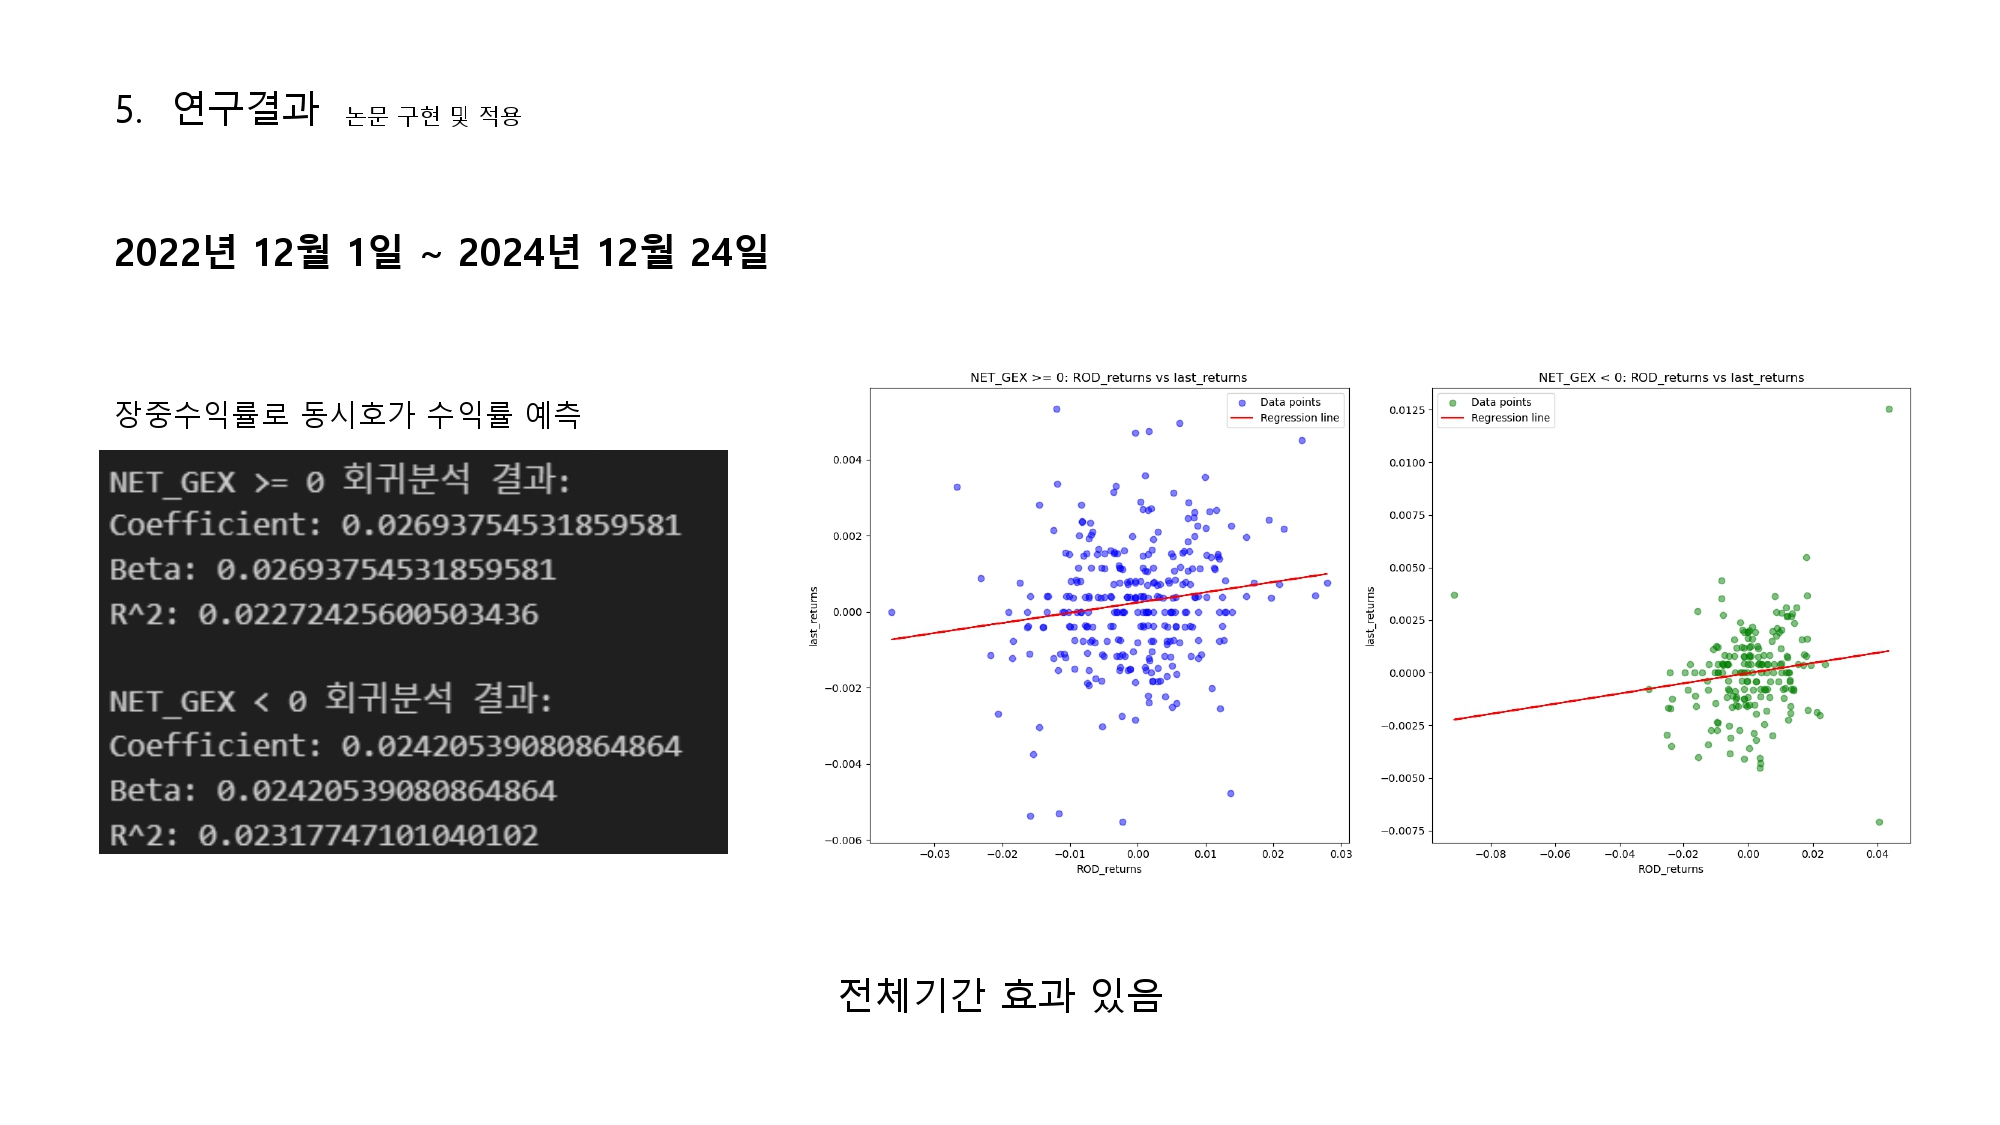 5. 연구결과 논문 구현 및 적용
2022년 12월 1일 ~ 2024년 12월 24일
장중수익률로 동시호가 수익률 예측
NET_GEX >= 0 회귀분석 결과:
Coefficient: 0.02693754531859581
Beta: 0.02693754531859581
R^2: 0.02272425600503436
NET_GEX < 0 회귀분석 결과:
Coefficient: 0.02420539080864864
Beta: 0.02420539080864864
R^2: 0.02317747101040102
NET_GEX >= 0: ROD_returns vs last_returns
Data points
Regression line
last_returns
0.004
0.002
0.000
−0.002
−0.004
−0.006
−0.03 −0.02 −0.01 0.00 0.01 0.02 0.03
ROD_returns
NET_GEX < 0: ROD_returns vs last_returns
Data points
Regression line
last_returns
0.0125
0.0100
0.0075
0.0050
0.0025
0.0000
−0.0025
−0.0050
−0.0075
−0.08 −0.06 −0.04 −0.02 0.00 0.02 0.04
ROD_returns
전체기간 효과 있음